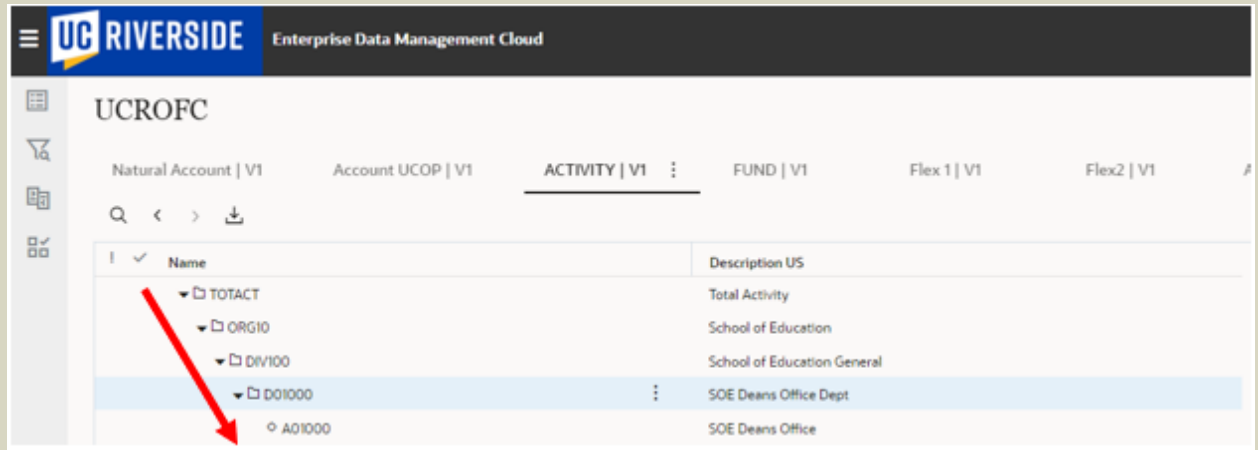 UC RIVERSIDE Enterprise Data Management Cloud
UCROFC
Natural Account | V1 Account UCOP | V1 ACTIVITY | V1 FUND | V1 Flex 1 | V1 Flex2 | V1
! Name Description US
TOTACT Total Activity
ORG10 School of Education
DIV100 School of Education General
D01000 SOE Deans Office Dept
A01000 SOE Deans Office